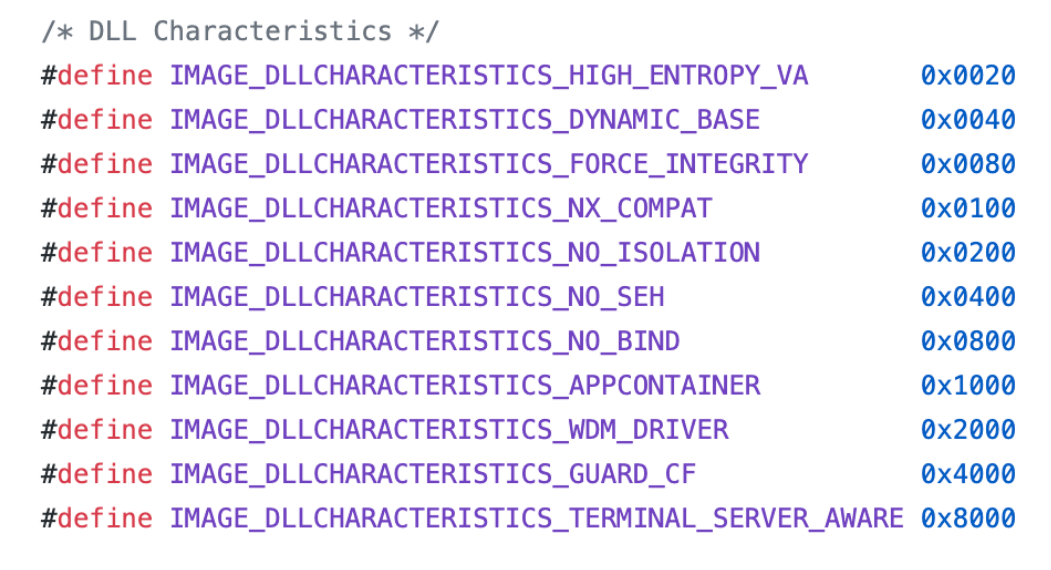 /* DLL Characteristics */
#define IMAGE_DLLCHARACTERISTICS_HIGH_ENTROPY_VA       0x0020
#define IMAGE_DLLCHARACTERISTICS_DYNAMIC_BASE          0x0040
#define IMAGE_DLLCHARACTERISTICS_FORCE_INTEGRITY       0x0080
#define IMAGE_DLLCHARACTERISTICS_NX_COMPAT             0x0100
#define IMAGE_DLLCHARACTERISTICS_NO_ISOLATION          0x0200
#define IMAGE_DLLCHARACTERISTICS_NO_SEH                0x0400
#define IMAGE_DLLCHARACTERISTICS_NO_BIND               0x0800
#define IMAGE_DLLCHARACTERISTICS_APPCONTAINER          0x1000
#define IMAGE_DLLCHARACTERISTICS_WDM_DRIVER            0x2000
#define IMAGE_DLLCHARACTERISTICS_GUARD_CF              0x4000
#define IMAGE_DLLCHARACTERISTICS_TERMINAL_SERVER_AWARE 0x8000